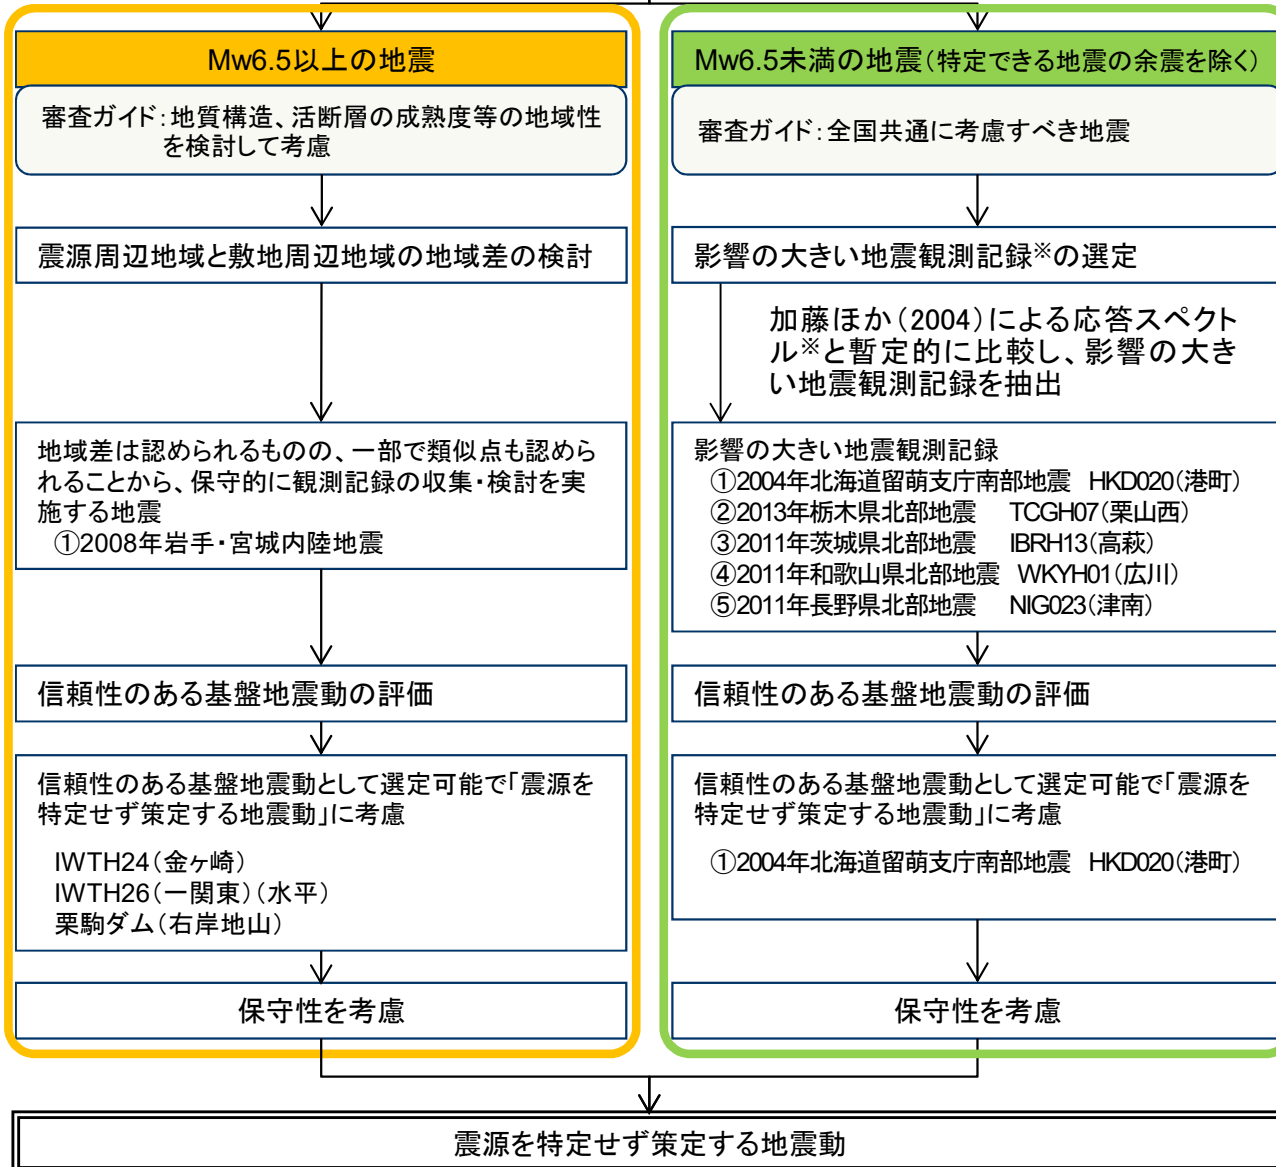 Mw6.5以上の地震
審査ガイド：地質構造、活断層の成熟度等の地域性
を検討して考慮
震源周辺地域と敷地周辺地域の地域差の検討
地域差は認められるものの、一部で類似点も認めら
れることから、保守的に観測記録の収集・検討を実
施する地震
①2008年岩手・宮城内陸地震
信頼性のある基盤地震動の評価
信頼性のある基盤地震動として選定可能で「震源を
特定せず策定する地震動」に考慮
IWTH24（金ヶ崎）
IWTH26（一関東）（水平）
栗駒ダム（右岸地山）
保守性を考慮
Mw6.5未満の地震（特定できる地震の余震を除く）
審査ガイド：全国共通に考慮すべき地震
影響の大きい地震観測記録※の選定
加藤ほか（2004）による応答スペクト
ル※と暫定的に比較し、影響の大き
い地震観測記録を抽出
影響の大きい地震観測記録
①2004年北海道留萌支庁南部地震　HKD020（港町）
②2013年栃木県北部地震　TCGH07（栗山西）
③2011年茨城県北部地震　IBRH13（高萩）
④2011年和歌山県北部地震　WKYH01（広川）
⑤2011年長野県北部地震　NIG023（津南）
信頼性のある基盤地震動の評価
信頼性のある基盤地震動として選定可能で「震源を
特定せず策定する地震動」に考慮
①2004年北海道留萌支庁南部地震　HKD020（港町）
保守性を考慮
震源を特定せず策定する地震動